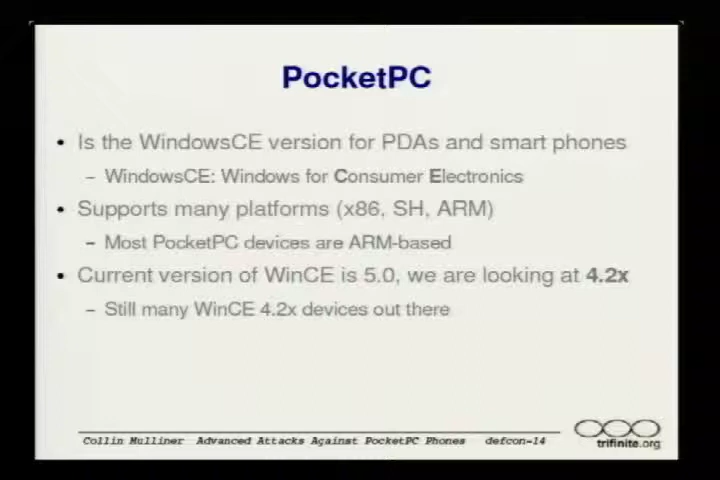 PocketPC
• Is the WindowsCE version for PDAs and smart phones
– WindowsCE: Windows for Consumer Electronics
• Supports many platforms (x86, SH, ARM)
– Most PocketPC devices are ARM-based
• Current version of WinCE is 5.0, we are looking at 4.2x
– Still many WinCE 4.2x devices out there
Collin Mulliner Advanced Attacks Against PocketPC Phones defcon-14
trifinite.org